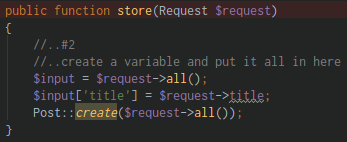 public function store(Request $request)
{
//..#2
//..create a variable and put it all in here
$input = $request->all();
$input['title'] = $request->title;
Post::create($request->all());
}